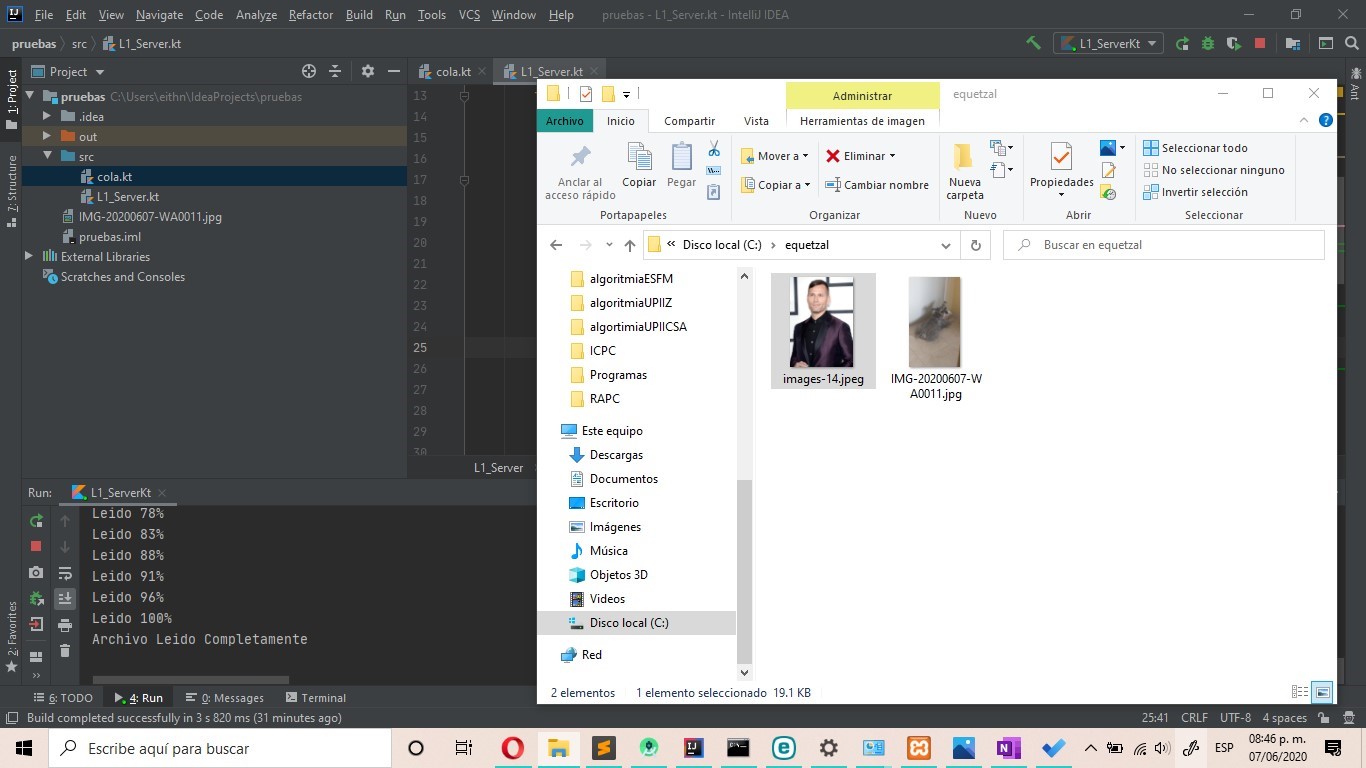 File Edit View Navigate Code Analyze Refactor Build Run Tools VCS Window Help pruebas - L1_Server.kt - IntelliJ IDEA
pruebas src L1_Server.kt L1_ServerKt
1: Project
Project
cola.kt L1_Server.kt
Ant
pruebas C:\Users\eithn\IdeaProjects\pruebas
.idea
out
src
cola.kt
L1_Server.kt
IMG-20200607-WA0011.jpg
pruebas.iml
External Libraries
Scratches and Consoles
7: Structure
2: Favorites
13
14
15
16
17
18
19
20
21
22
23
24
25
26
27
28
29
30
L1_Server
Administrar equetzal
Archivo Inicio Compartir Vista Herramientas de imagen
Anclar al
acceso rápido
Copiar
Pegar
Portapapeles
Mover a
Copiar a
Eliminar
Cambiar nombre
Organizar
Nueva
carpeta
Nuevo
Propiedades
Abrir
Seleccionar todo
No seleccionar ninguno
Invertir selección
Seleccionar
« Disco local (C:) equetzal
Buscar en equetzal
algoritmiaESFM
algoritmiaUPIIZ
algortimiaUPIICSA
ICPC
Programas
RAPC
Este equipo
Descargas
Documentos
Escritorio
Imágenes
Música
Objetos 3D
Videos
Disco local (C:)
Red
images-14.jpeg
IMG-20200607-W
A0011.jpg
2 elementos 1 elemento seleccionado 19.1 KB
Run: L1_ServerKt
Leido 78%
Leido 83%
Leido 88%
Leido 91%
Leido 96%
Leido 100%
Archivo Leido Completamente
6: TODO 4: Run 0: Messages Terminal
Build completed successfully in 3 s 820 ms (31 minutes ago) 25:41 CRLF UTF-8 4 spaces
Escribe aquí para buscar
ESP
08:46 p. m.
07/06/2020